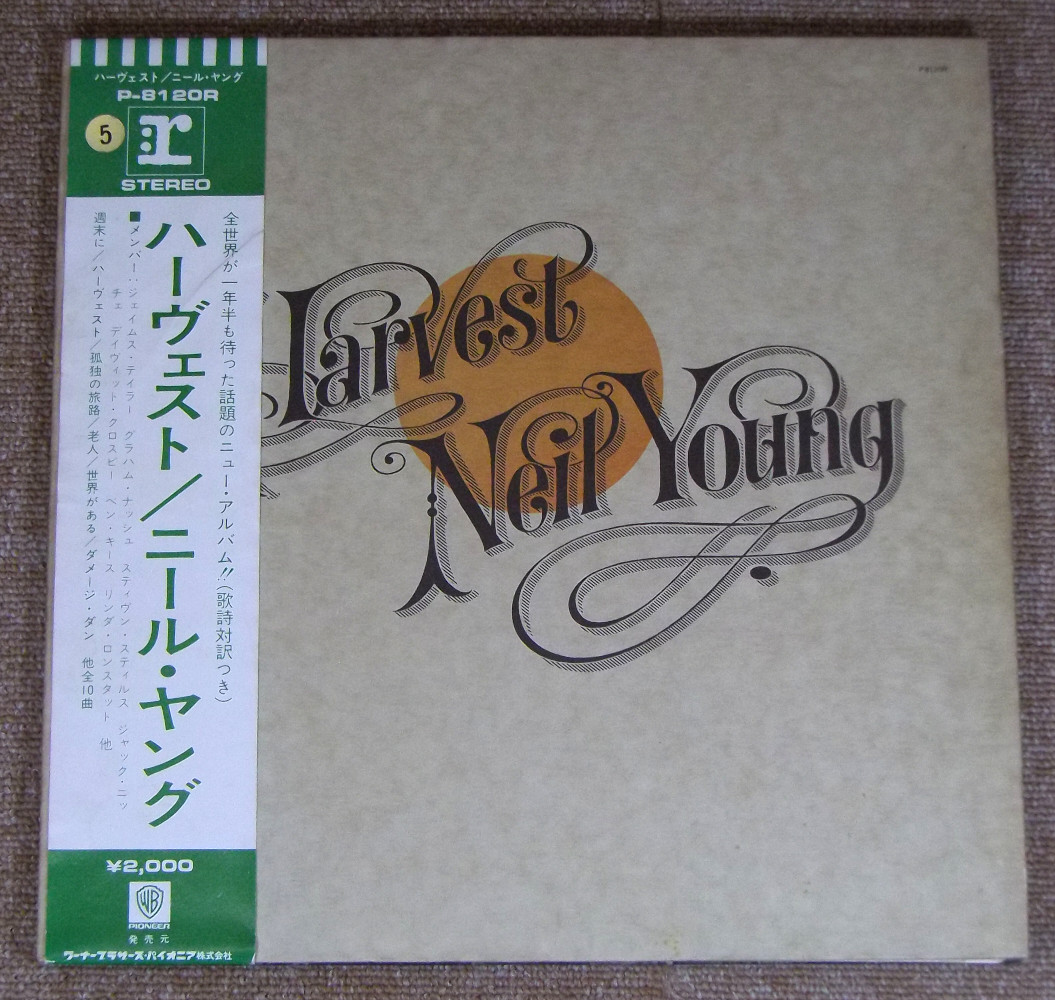 ハーヴェスト／ニール・ヤング
P-8120R
5
r
STEREO
全世界が一年半も待った話題のニュー・アルバム!!(歌詩対訳つき)
ハーヴェスト／ニール・ヤング
■メンバー：ジェイムス・テイラー グラハム・ナッシュ スティヴン・スティルス ジャック・ニッ
チェ デイヴィット・クロスビー ベン・キース リンダ・ロンスタット 他
週末に／ハーヴェスト／孤独の旅路／老人／世界がある／ダメージ・ダン 他全10曲
¥2,000
WB
PIONEER
発売元
ワーナーブラザーズ・パイオニア株式会社
Harvest
Neil Young